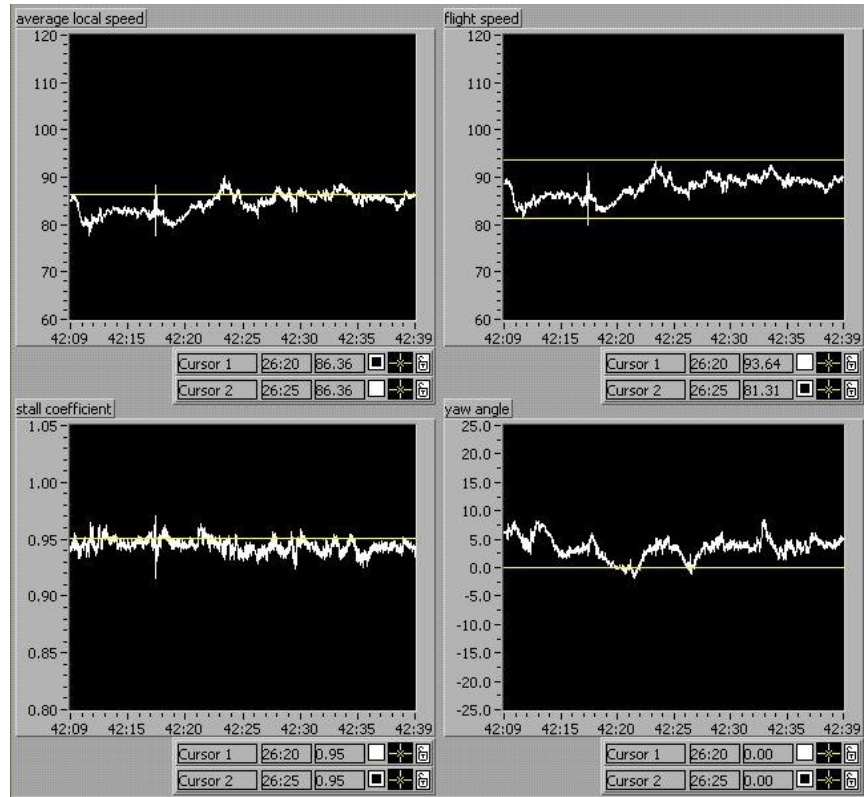 average local speed
120
110
100
90
80
70
60
42:09 42:15 42:20 42:25 42:30 42:35 42:39
Cursor 1 26:20 86.36
Cursor 2 26:25 86.36
flight speed
120
110
100
90
80
70
60
42:09 42:15 42:20 42:25 42:30 42:35 42:39
Cursor 1 26:20 93.64
Cursor 2 26:25 81.31
stall coefficient
1.05
1.00
0.95
0.90
0.85
0.80
42:09 42:15 42:20 42:25 42:30 42:35 42:39
Cursor 1 26:20 0.95
Cursor 2 26:25 0.95
yaw angle
25.0
20.0
15.0
10.0
5.0
0.0
-5.0
-10.0
-15.0
-20.0
-25.0
42:09 42:15 42:20 42:25 42:30 42:35 42:39
Cursor 1 26:20 0.00
Cursor 2 26:25 0.00